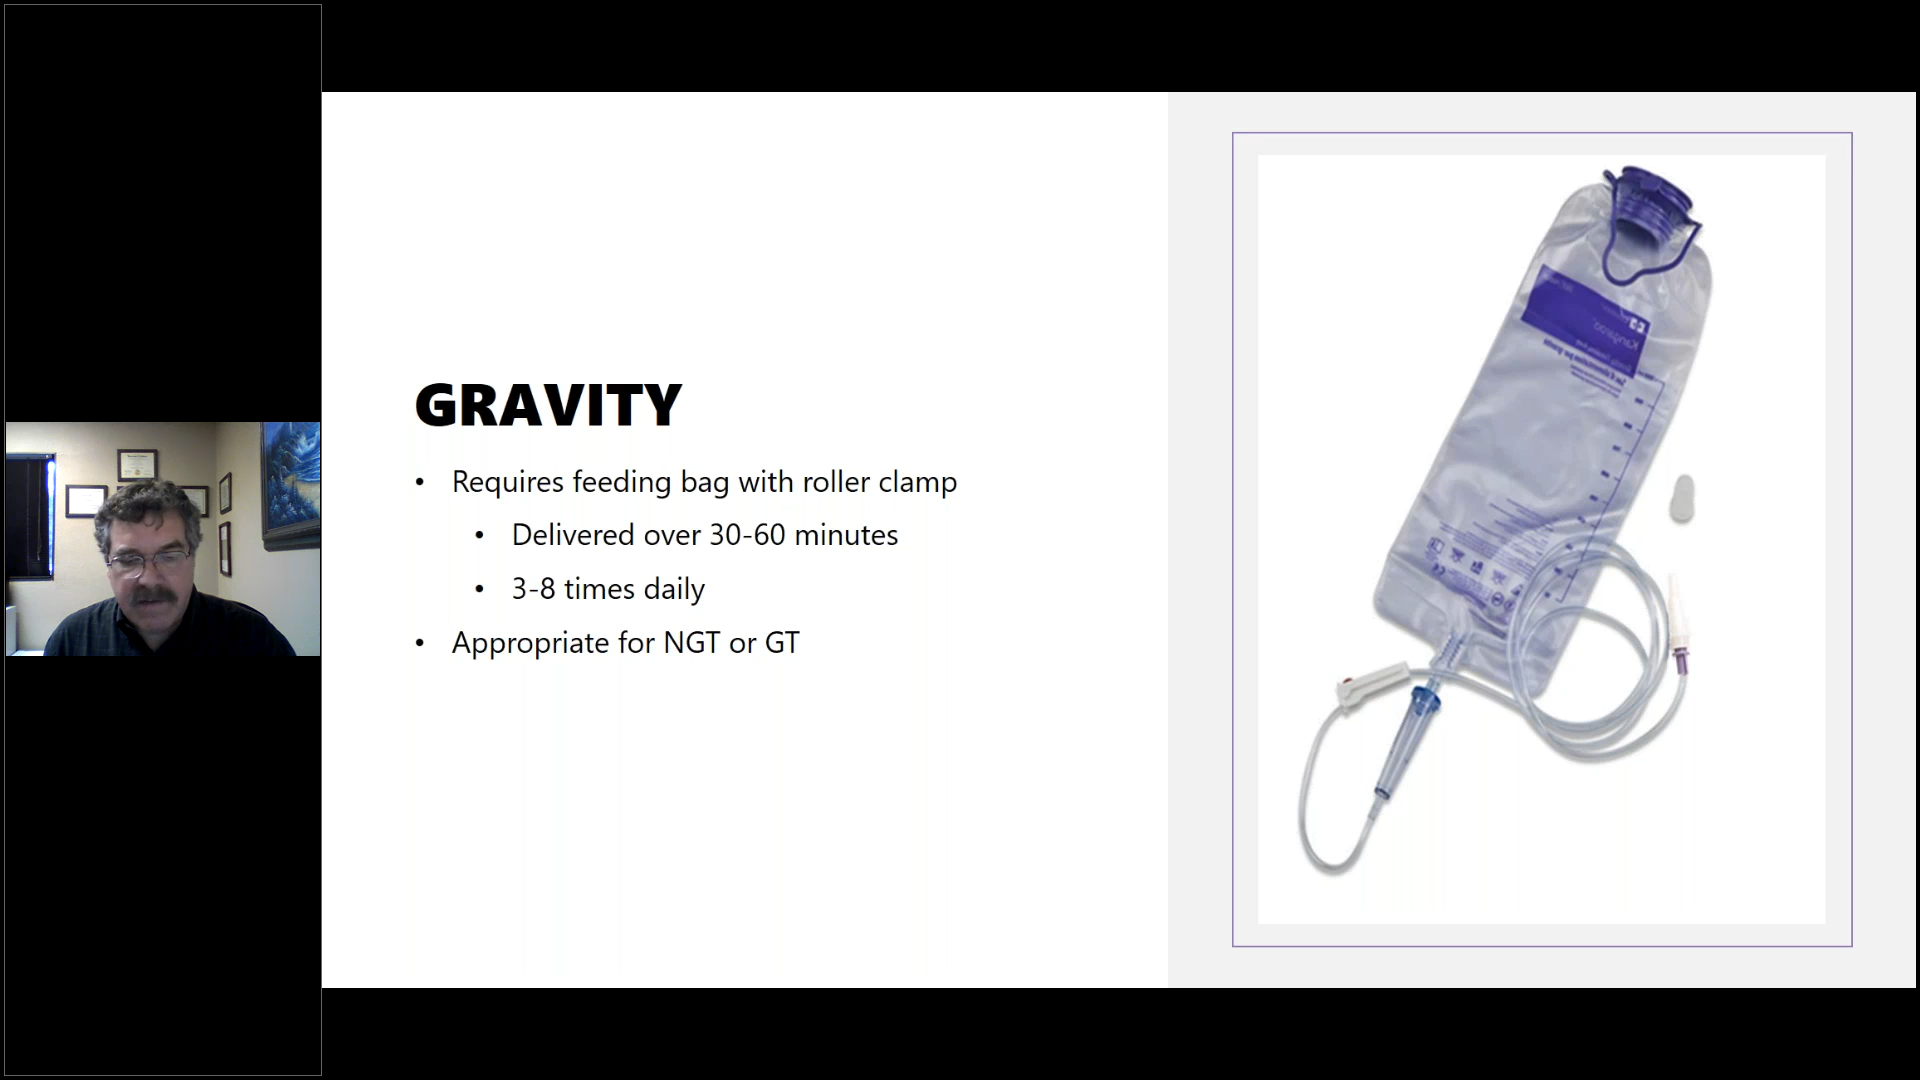 GRAVITY
• Requires feeding bag with roller clamp
• Delivered over 30-60 minutes
• 3-8 times daily
• Appropriate for NGT or GT